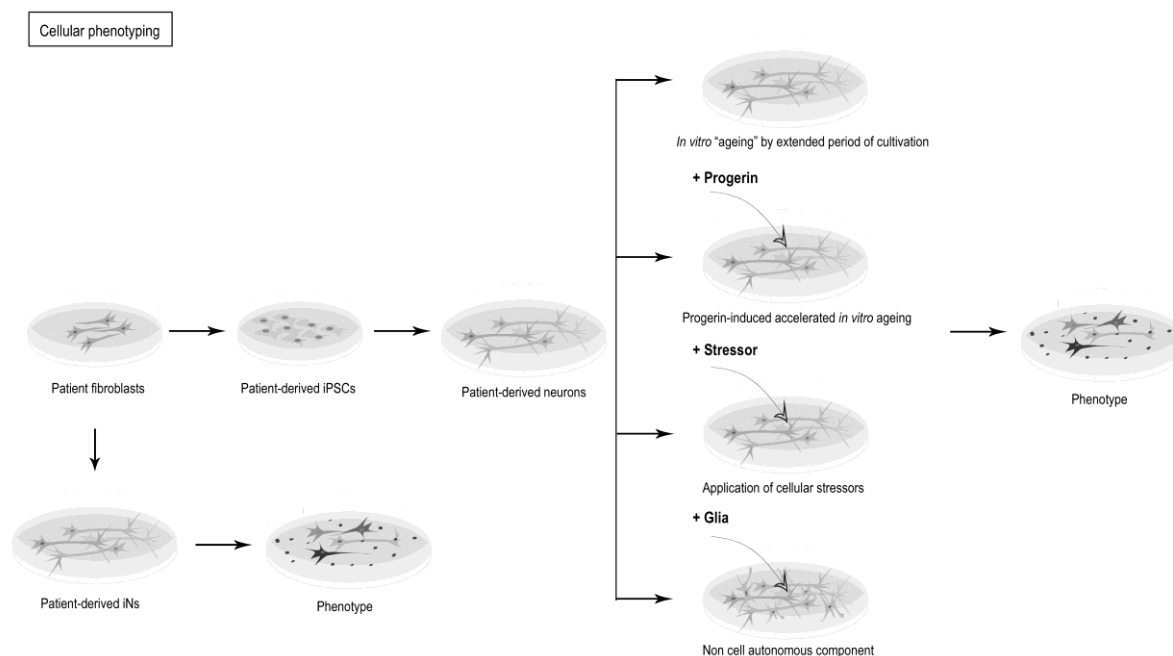 Cellular phenotyping
In vitro “ageing” by extended period of cultivation
+ Progerin
Progerin-induced accelerated in vitro ageing
+ Stressor
Patient fibroblasts
Patient-derived iPSCs
Patient-derived neurons
Phenotype
Application of cellular stressors
+ Glia
Patient-derived iNs
Phenotype
Non cell autonomous component